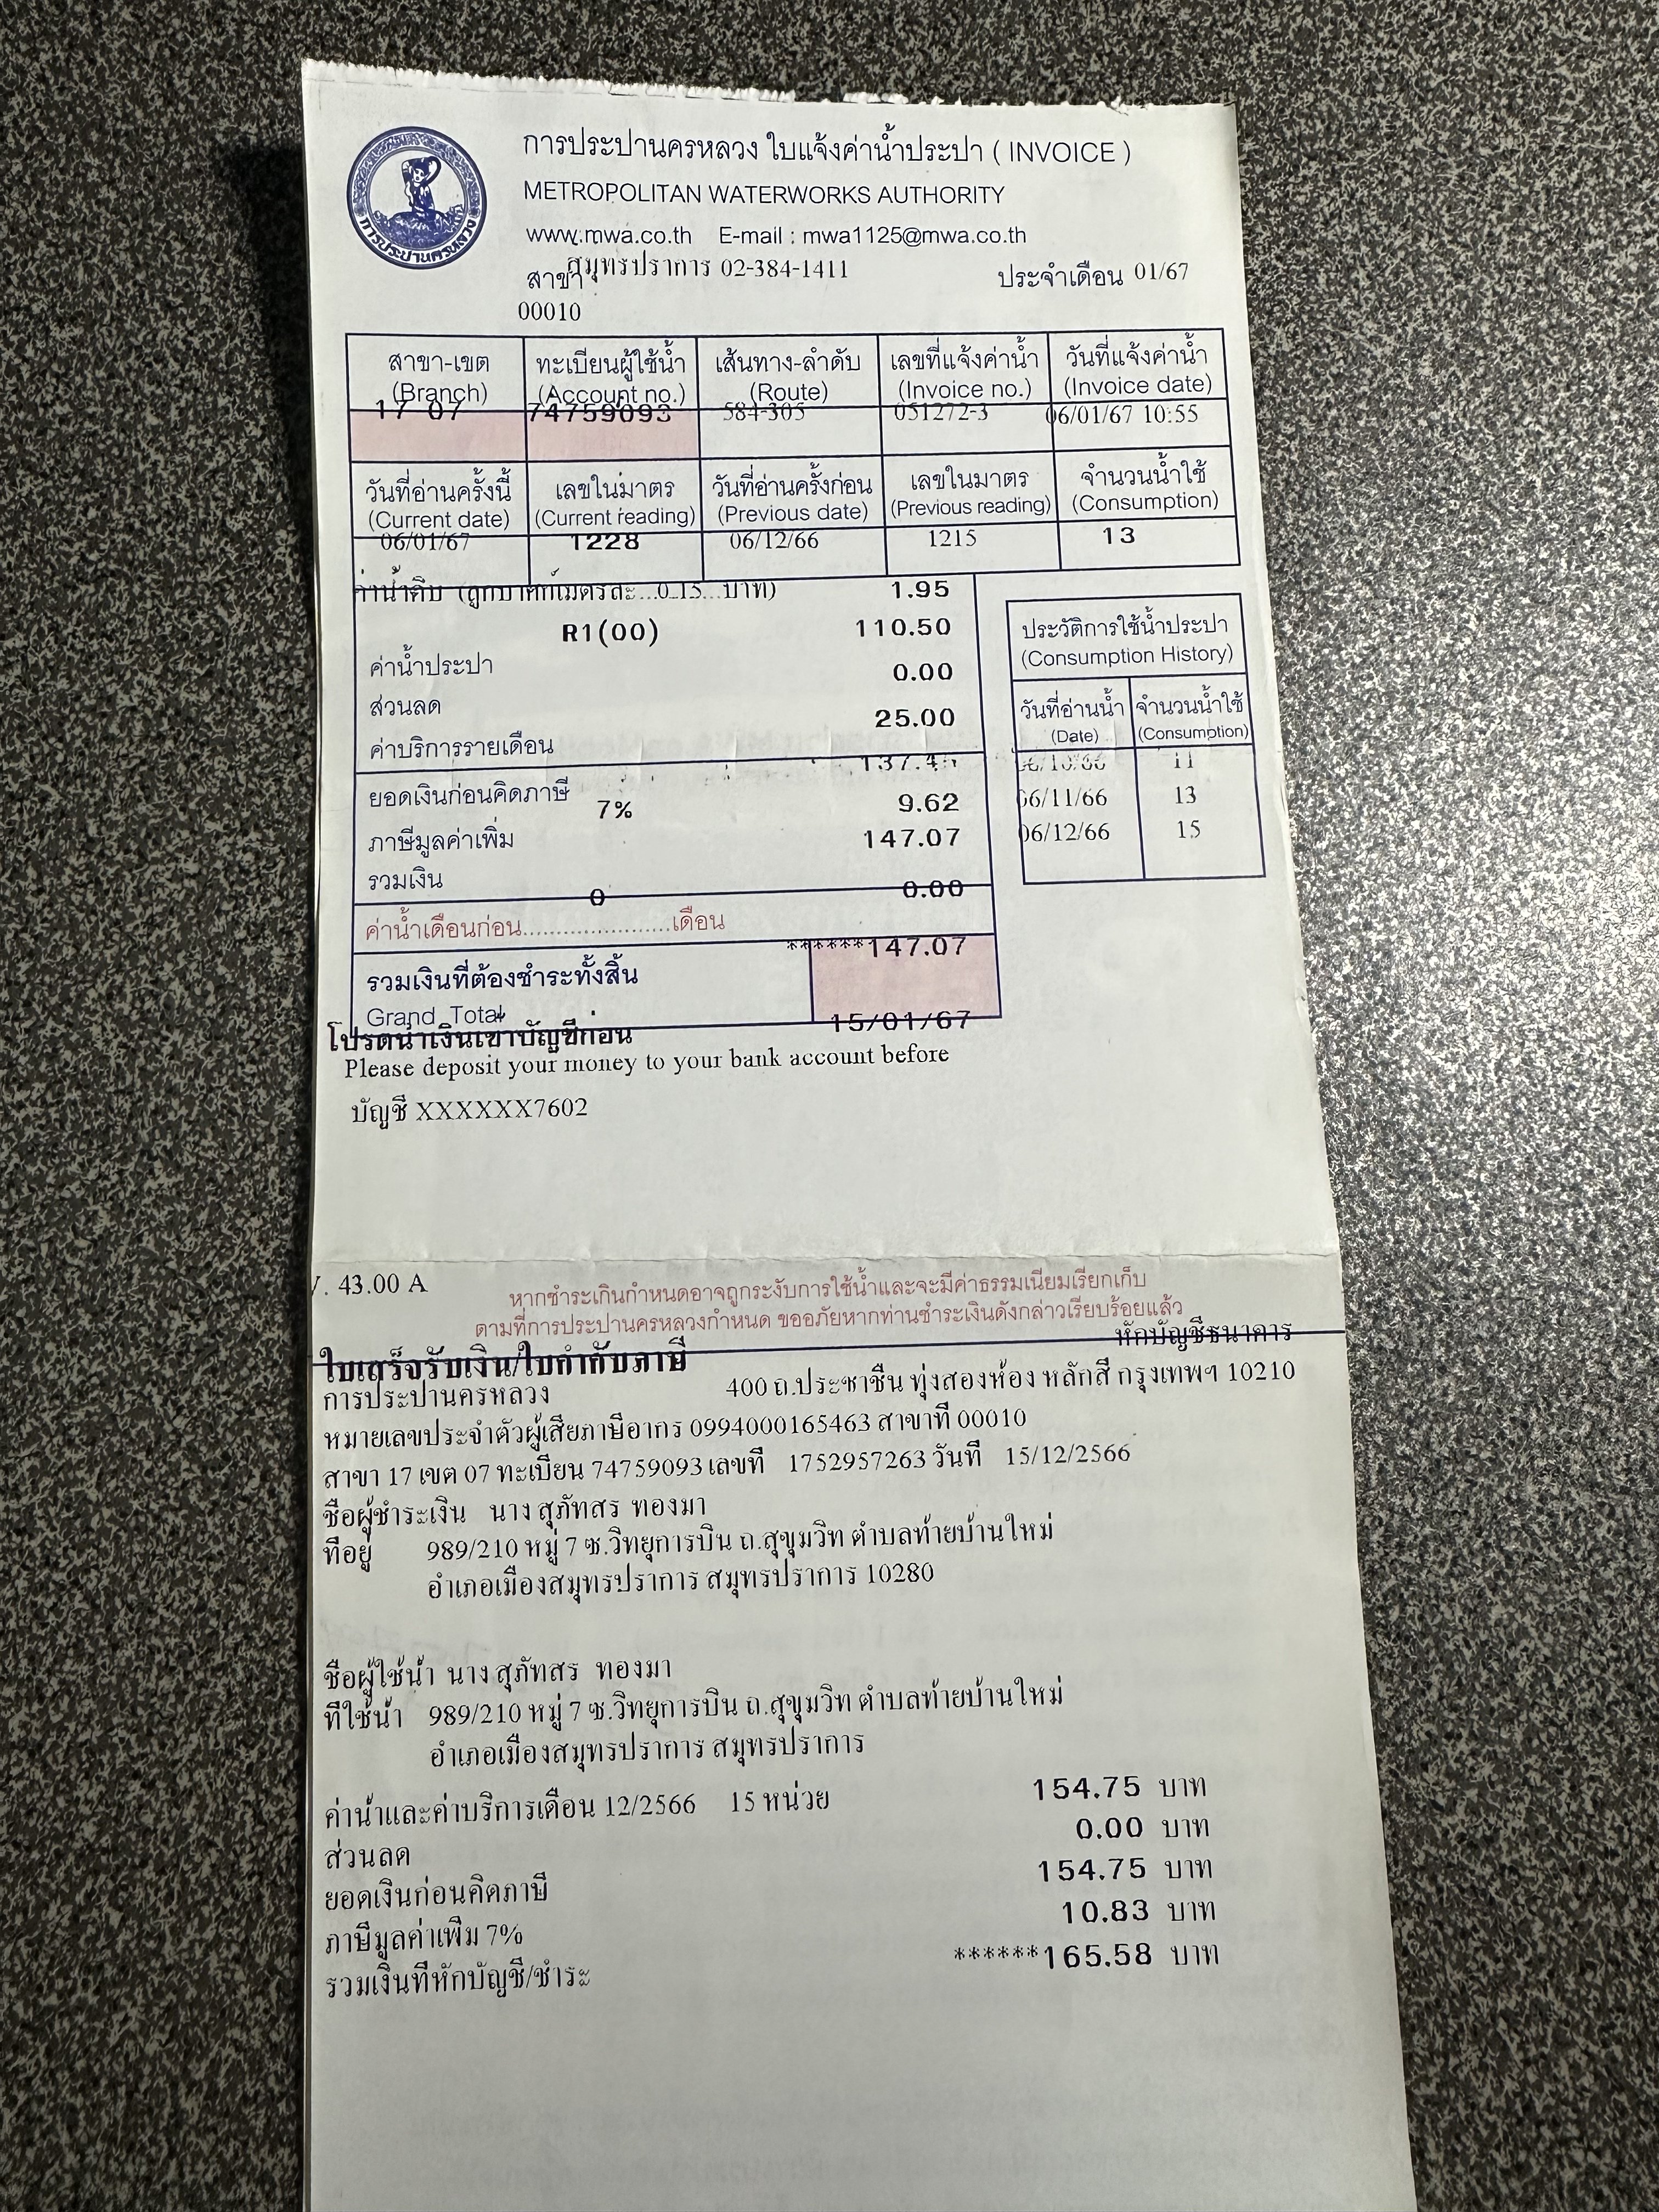 การประปานครหลวง ใบแจ้งค่าน้ำประปา ( INVOICE )
METROPOLITAN WATERWORKS AUTHORITY
www.mwa.co.th E-mail : mwa1125@mwa.co.th
สาขา สมุทรปราการ 02-384-1411 ประจำเดือน 01/67
00010
การประปานครหลวง
สาขา-เขต ทะเบียนผู้ใช้น้ำ เส้นทาง-ลำดับ เลขที่แจ้งค่าน้ำ วันที่แจ้งค่าน้ำ
(Branch) (Account no.) (Route) (Invoice no.) (Invoice date)
17 07 74759093 584-305 051272-3 06/01/67 10:55
วันที่อ่านครั้งนี้ เลขในมาตร วันที่อ่านครั้งก่อน เลขในมาตร จำนวนน้ำใช้
(Current date) (Current reading) (Previous date) (Previous reading) (Consumption)
06/01/67 1228 06/12/66 1215 13
ค่าน้ำดิบ (ลูกบาศก์เมตรละ...0.15...บาท) 1.95
R1(00) 110.50
ค่าน้ำประปา
0.00
ส่วนลด
25.00
ค่าบริการรายเดือน
137.45
ยอดเงินก่อนคิดภาษี
7% 9.62
ภาษีมูลค่าเพิ่ม
147.07
รวมเงิน
0 0.00
ค่าน้ำเดือนก่อน......................เดือน
******147.07
รวมเงินที่ต้องชำระทั้งสิ้น
Grand Total
ประวัติการใช้น้ำประปา
(Consumption History)
วันที่อ่านน้ำ จำนวนน้ำใช้
(Date) (Consumption)
06/10/66 11
06/11/66 13
06/12/66 15
โปรดนำเงินเข้าบัญชีก่อน 15/01/67
Please deposit your money to your bank account before
บัญชี XXXXXX7602
V. 43.00 A
หากชำระเกินกำหนดอาจถูกระงับการใช้น้ำและจะมีค่าธรรมเนียมเรียกเก็บ
ตามที่การประปานครหลวงกำหนด ขออภัยหากท่านชำระเงินดังกล่าวเรียบร้อยแล้ว
หักบัญชีธนาคาร
ใบเสร็จรับเงิน/ใบกำกับภาษี
การประปานครหลวง 400 ถ.ประชาชื่น ทุ่งสองห้อง หลักสี่ กรุงเทพฯ 10210
หมายเลขประจำตัวผู้เสียภาษีอากร 0994000165463 สาขาที่ 00010
สาขา 17 เขต 07 ทะเบียน 74759093 เลขที่ 1752957263 วันที่ 15/12/2566
ชื่อผู้ชำระเงิน นาง สุภัทสร ทองมา
ที่อยู่ 989/210 หมู่ 7 ซ.วิทยุการบิน ถ.สุขุมวิท ตำบลท้ายบ้านใหม่
อำเภอเมืองสมุทรปราการ สมุทรปราการ 10280
ชื่อผู้ใช้น้ำ นาง สุภัทสร ทองมา
ที่ใช้น้ำ 989/210 หมู่ 7 ซ.วิทยุการบิน ถ.สุขุมวิท ตำบลท้ายบ้านใหม่
อำเภอเมืองสมุทรปราการ สมุทรปราการ
ค่าน้ำและค่าบริการเดือน 12/2566 15 หน่วย 154.75 บาท
ส่วนลด 0.00 บาท
ยอดเงินก่อนคิดภาษี 154.75 บาท
ภาษีมูลค่าเพิ่ม 7% 10.83 บาท
รวมเงินที่หักบัญชี/ชำระ ******165.58 บาท